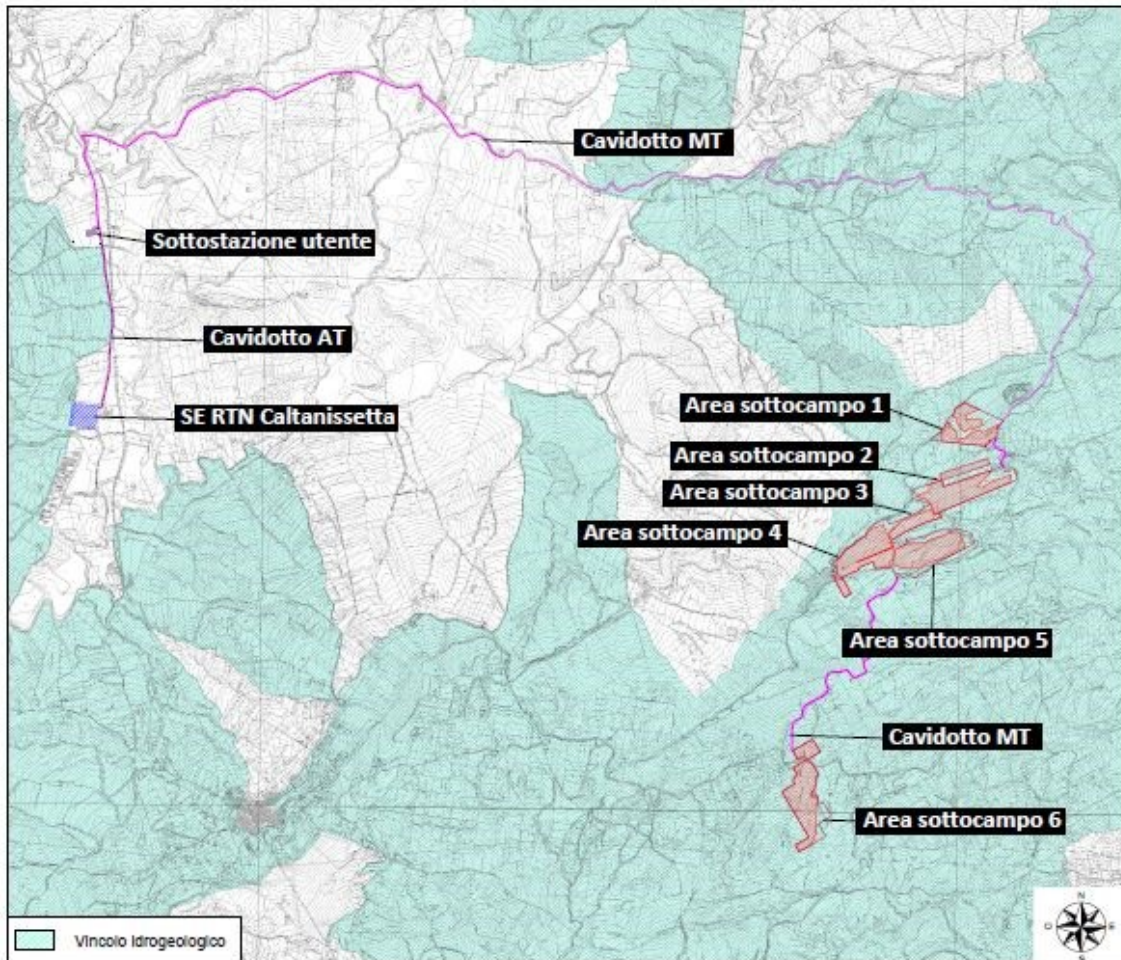 Cavidotto MT
Sottostazione utente
Cavidotto AT
SE RTN Caltanissetta
Area sottocampo 1
Area sottocampo 2
Area sottocampo 3
Area sottocampo 4
Area sottocampo 5
Cavidotto MT
Area sottocampo 6
Vincolo Idrogeologico
N
O E
S